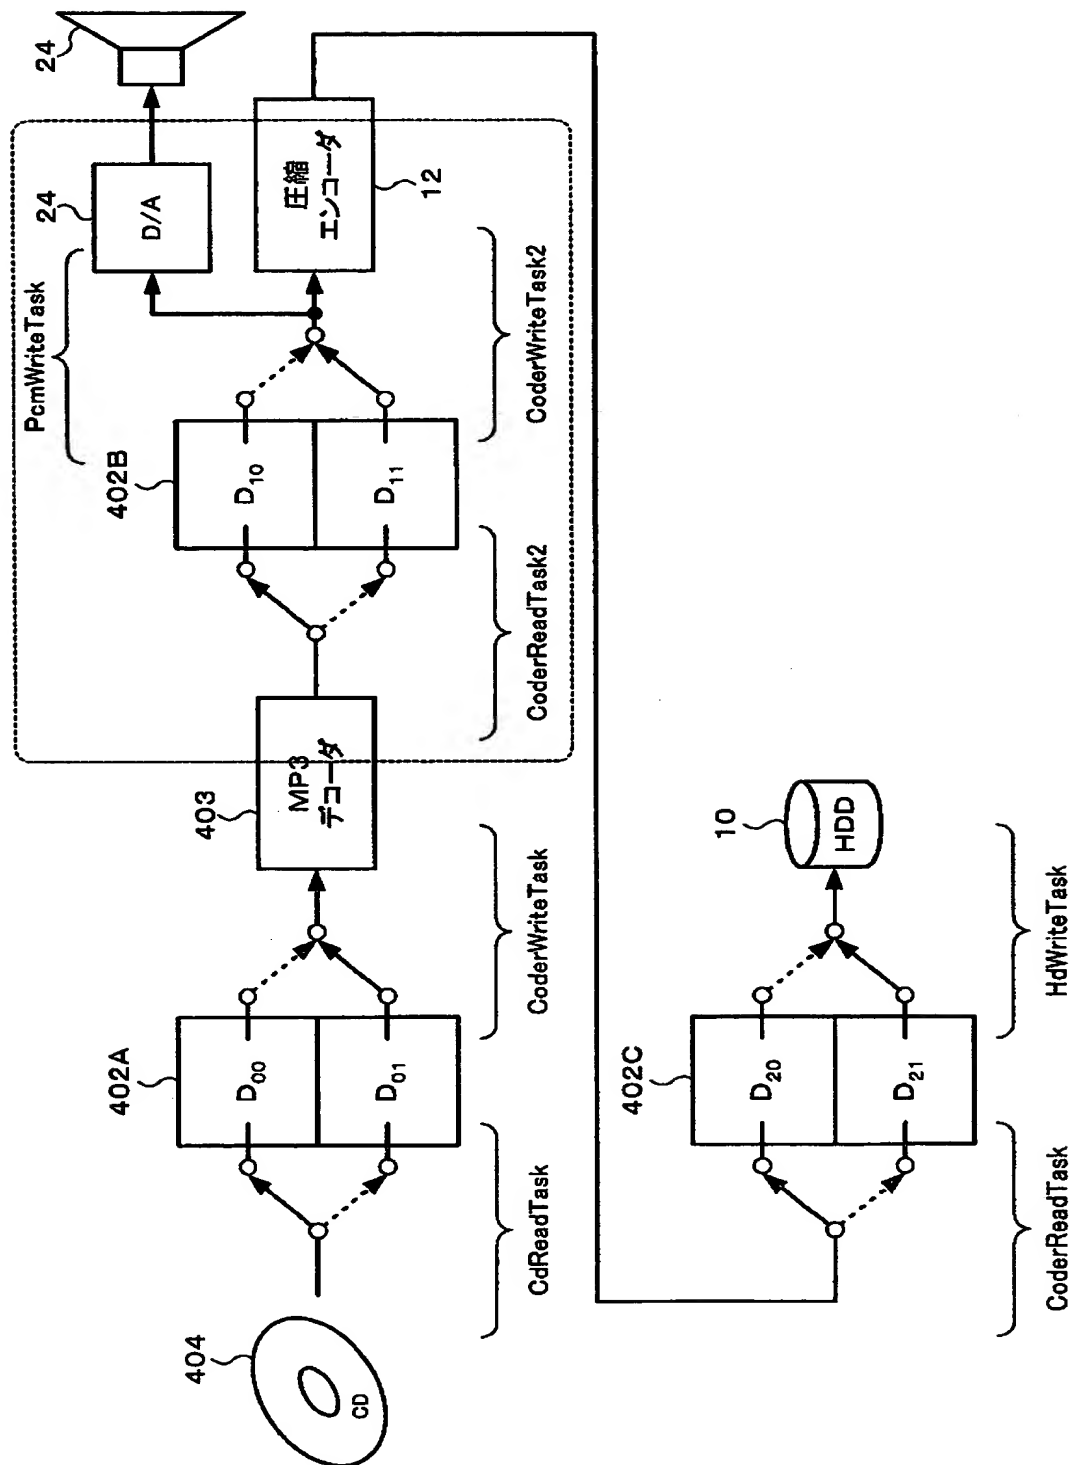 404
CD
CdReadTask
402A
D₀₀
D₀₁
CoderWriteTask
403
MP3
デコーダ
CoderReadTask2
402B
D₁₀
D₁₁
PcmWriteTask
CoderWriteTask2
24
D/A
圧縮
エンコーダ
12
24
CoderReadTask
402C
D₂₀
D₂₁
HdWriteTask
10
HDD